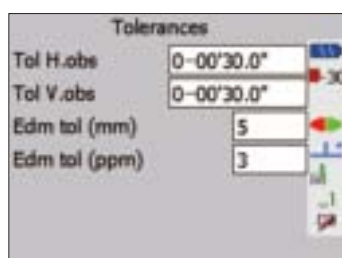 Tolerances
Tol H.obs 0-00'30.0"
Tol V.obs 0-00'30.0"
Edm tol (mm) 5
Edm tol (ppm) 3